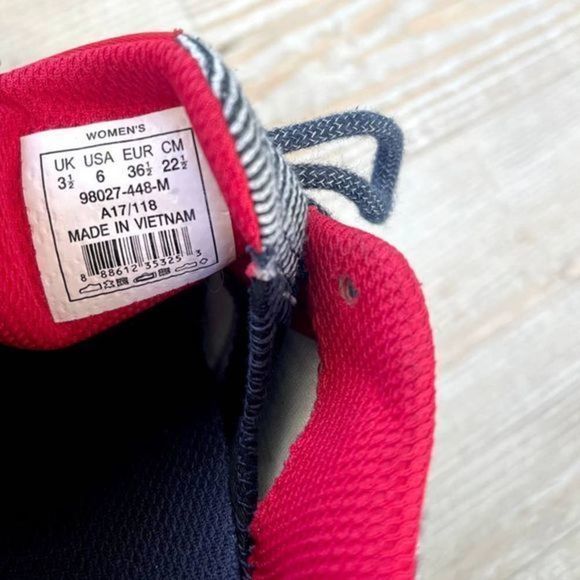 WOMEN'S
UK USA EUR CM
3½ 6 36½ 22½
98027-448-M
A17/118
MADE IN VIETNAM
8 88612 35325 3